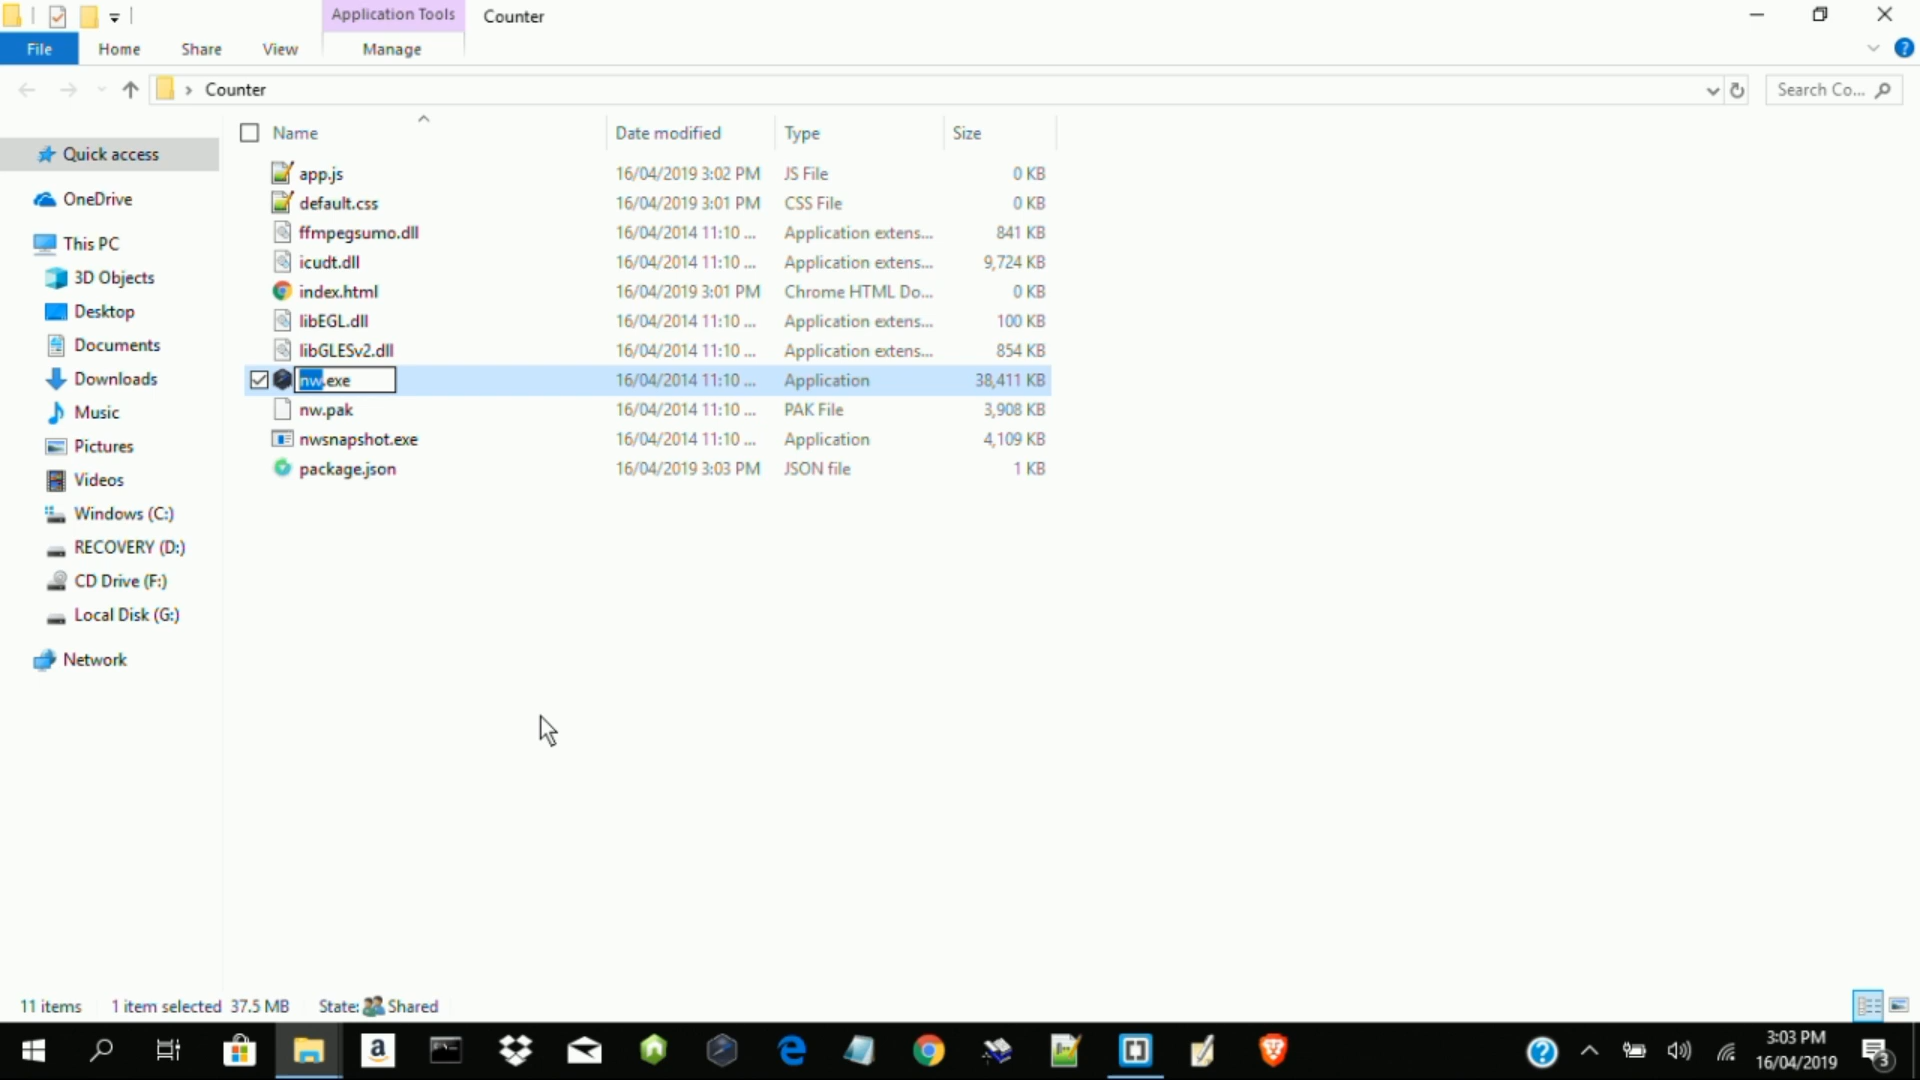 Application Tools
Counter
File
Home
Share
View
Manage
?
Counter
Search Co...
Name
Date modified
Type
Size
Quick access
OneDrive
This PC
3D Objects
Desktop
Documents
Downloads
Music
Pictures
Videos
Windows (C:)
RECOVERY (D:)
CD Drive (F:)
Local Disk (G:)
Network
app.js 16/04/2019 3:02 PM JS File 0 KB
default.css 16/04/2019 3:01 PM CSS File 0 KB
ffmpegsumo.dll 16/04/2014 11:10 ... Application extens... 841 KB
icudt.dll 16/04/2014 11:10 ... Application extens... 9,724 KB
index.html 16/04/2019 3:01 PM Chrome HTML Do... 0 KB
libEGL.dll 16/04/2014 11:10 ... Application extens... 100 KB
libGLESv2.dll 16/04/2014 11:10 ... Application extens... 854 KB
nw.exe 16/04/2014 11:10 ... Application 38,411 KB
nw.pak 16/04/2014 11:10 ... PAK File 3,908 KB
nwsnapshot.exe 16/04/2014 11:10 ... Application 4,109 KB
package.json 16/04/2019 3:03 PM JSON file 1 KB
11 items 1 item selected 37.5 MB State: Shared
a
?
3:03 PM
16/04/2019
3